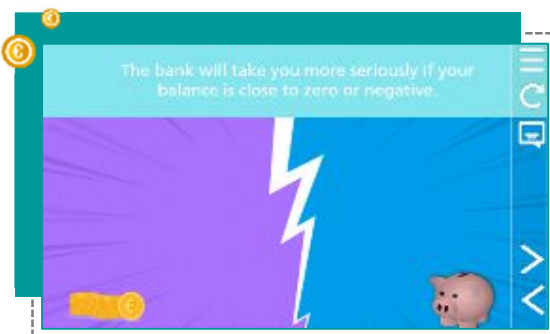 The bank will take you more seriously if your
balance is close to zero or negative.